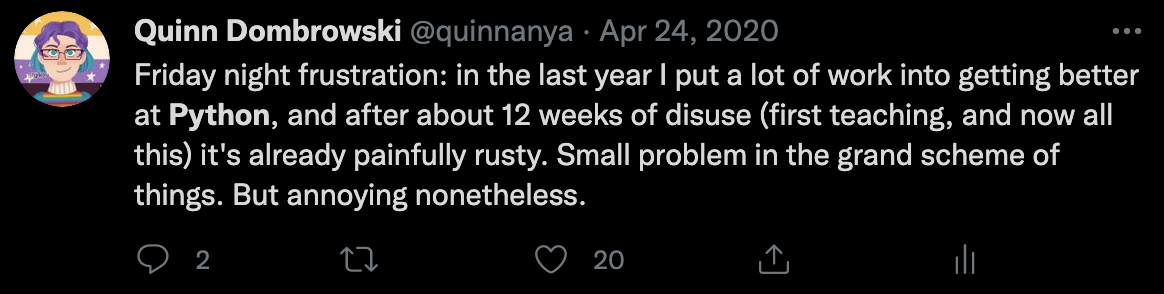 Quinn Dombrowski @quinnanya · Apr 24, 2020
Friday night frustration: in the last year I put a lot of work into getting better
at Python, and after about 12 weeks of disuse (first teaching, and now all
this) it's already painfully rusty. Small problem in the grand scheme of
things. But annoying nonetheless.
2 20